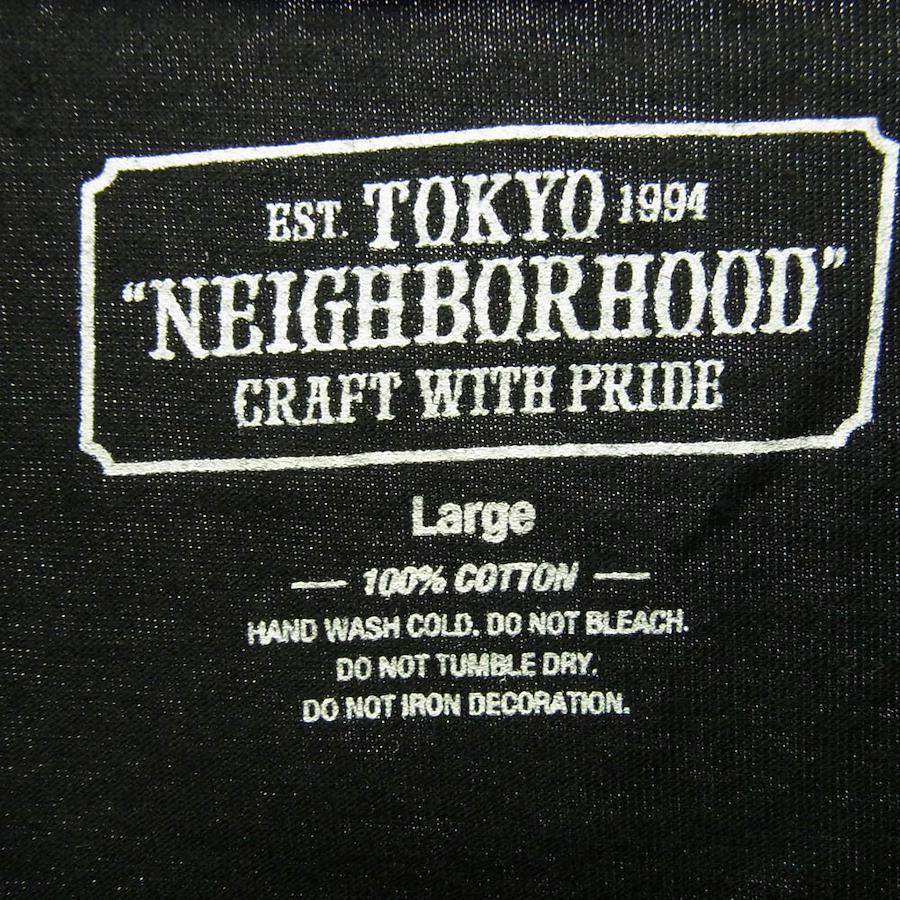 EST. TOKYO 1994
“NEIGHBORHOOD”
CRAFT WITH PRIDE
Large
— 100% COTTON —
HAND WASH COLD. DO NOT BLEACH.
DO NOT TUMBLE DRY.
DO NOT IRON DECORATION.